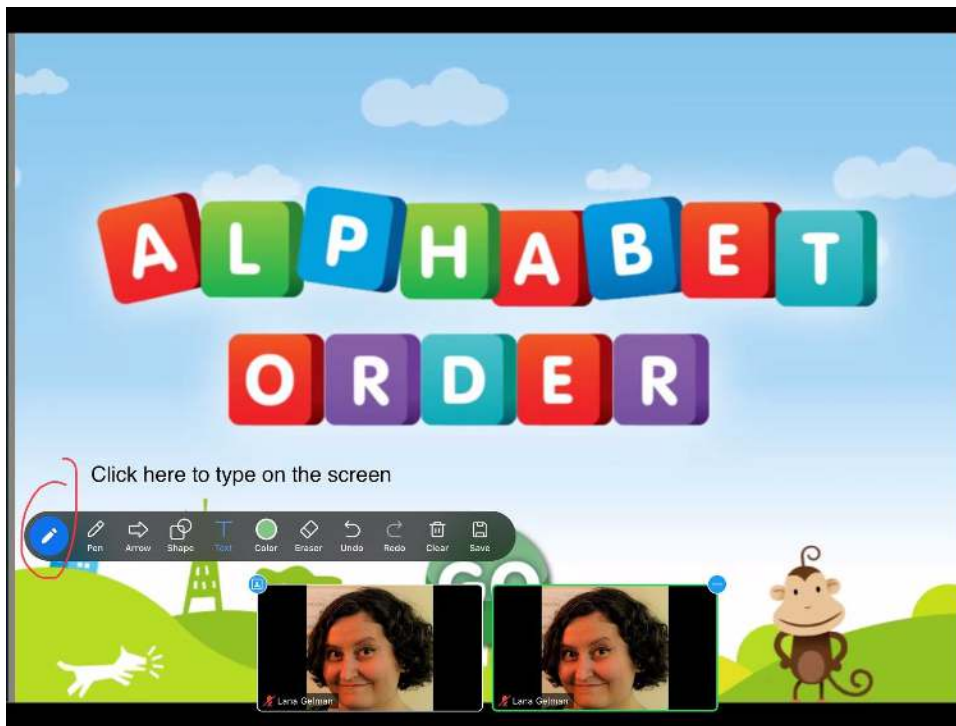 ALPHABET
ORDER
Click here to type on the screen
Pen Arrow Shape Text Color Eraser Undo Redo Clear Save
GO
Lana Gelman Lana Gelman